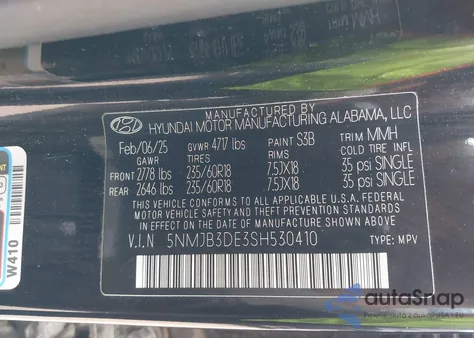 MANUFACTURED BY
HYUNDAI MOTOR MANUFACTURING ALABAMA, LLC
Feb/06/25 GVWR 4717 lbs PAINT S3B TRIM MMH
GAWR TIRES RIMS COLD TIRE INFL
FRONT 2778 lbs 235/60R18 7.5JX18 35 psi SINGLE
REAR 2646 lbs 235/60R18 7.5JX18 35 psi SINGLE
THIS VEHICLE CONFORMS TO ALL APPLICABLE U.S.A. FEDERAL
MOTOR VEHICLE SAFETY, BUMPER AND THEFT PREVENTION STANDARDS
IN EFFECT ON THE DATE OF MANUFACTURE SHOWN ABOVE.
V.I.N 5NMJB3DE3SH530410 TYPE: MPV
W410
autoSnap